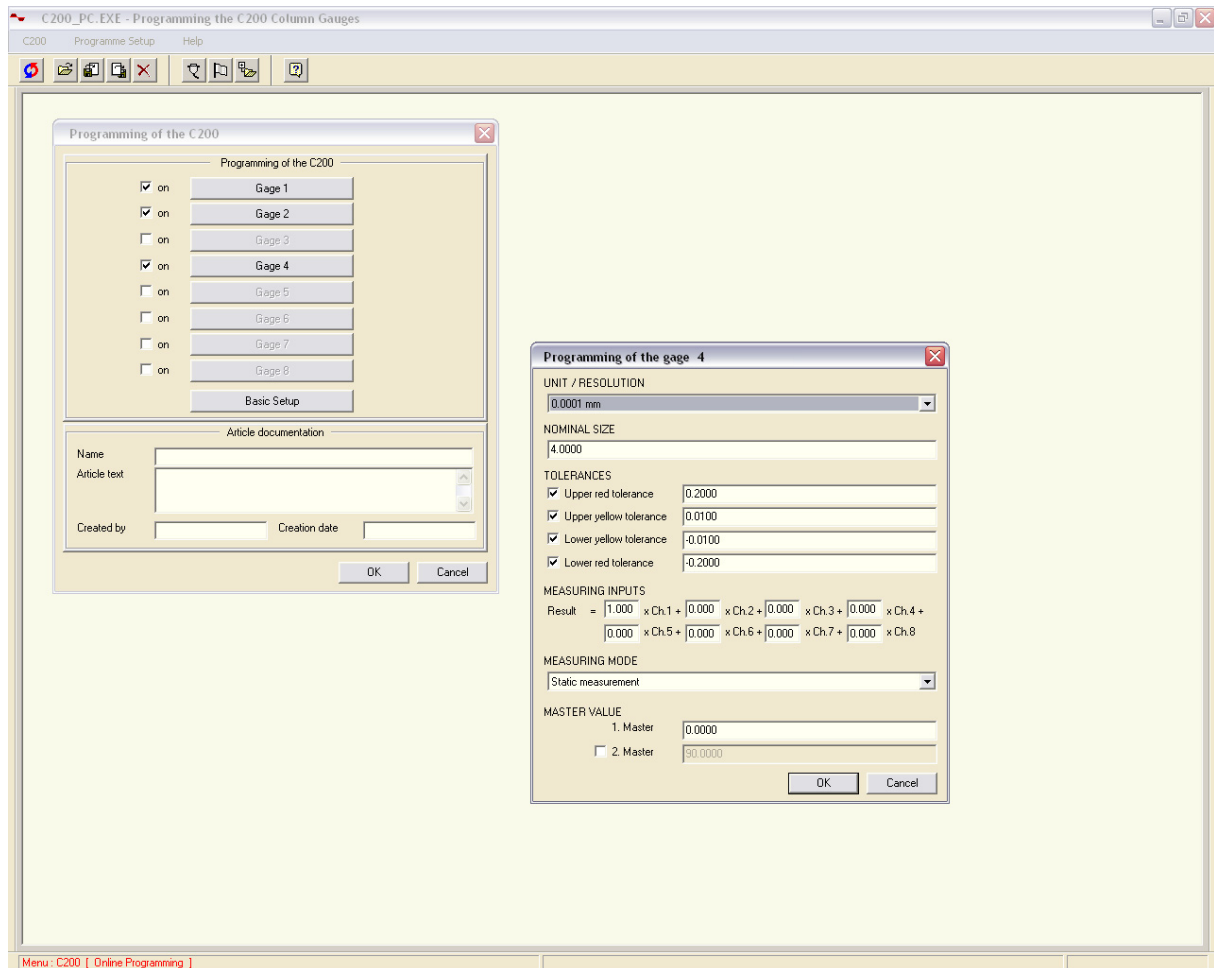 C200_PC.EXE - Programming the C200 Column Gauges
C200 Programme Setup Help
Programming of the C200
Programming of the C200
on Gage 1
on Gage 2
on Gage 3
on Gage 4
on Gage 5
on Gage 6
on Gage 7
on Gage 8
Basic Setup
Article documentation
Name
Article text
Created by Creation date
OK Cancel
Programming of the gage 4
UNIT / RESOLUTION
0.0001 mm
NOMINAL SIZE
4.0000
TOLERANCES
Upper red tolerance 0.2000
Upper yellow tolerance 0.0100
Lower yellow tolerance -0.0100
Lower red tolerance -0.2000
MEASURING INPUTS
Result = 1.000 x Ch.1 + 0.000 x Ch.2 + 0.000 x Ch.3 + 0.000 x Ch.4 +
0.000 x Ch.5 + 0.000 x Ch.6 + 0.000 x Ch.7 + 0.000 x Ch.8
MEASURING MODE
Static measurement
MASTER VALUE
1. Master 0.0000
2. Master 90.0000
OK Cancel
Menu : C200 [ Online Programming ]